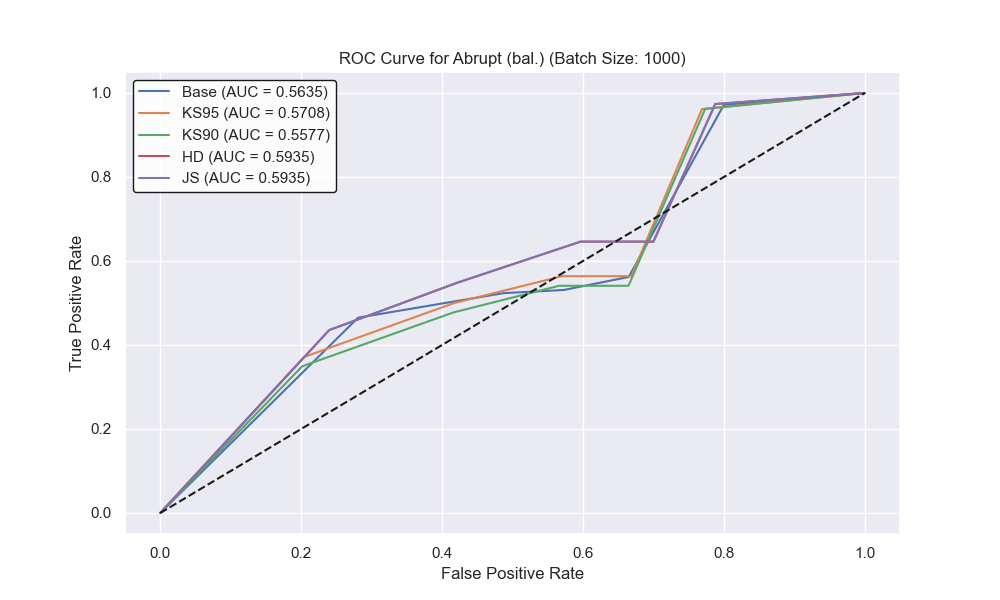 ROC Curve for Abrupt (bal.) (Batch Size: 1000)
Base (AUC = 0.5635)
KS95 (AUC = 0.5708)
KS90 (AUC = 0.5577)
HD (AUC = 0.5935)
JS (AUC = 0.5935)
True Positive Rate
1.0
0.8
0.6
0.4
0.2
0.0
0.0 0.2 0.4 0.6 0.8 1.0
False Positive Rate